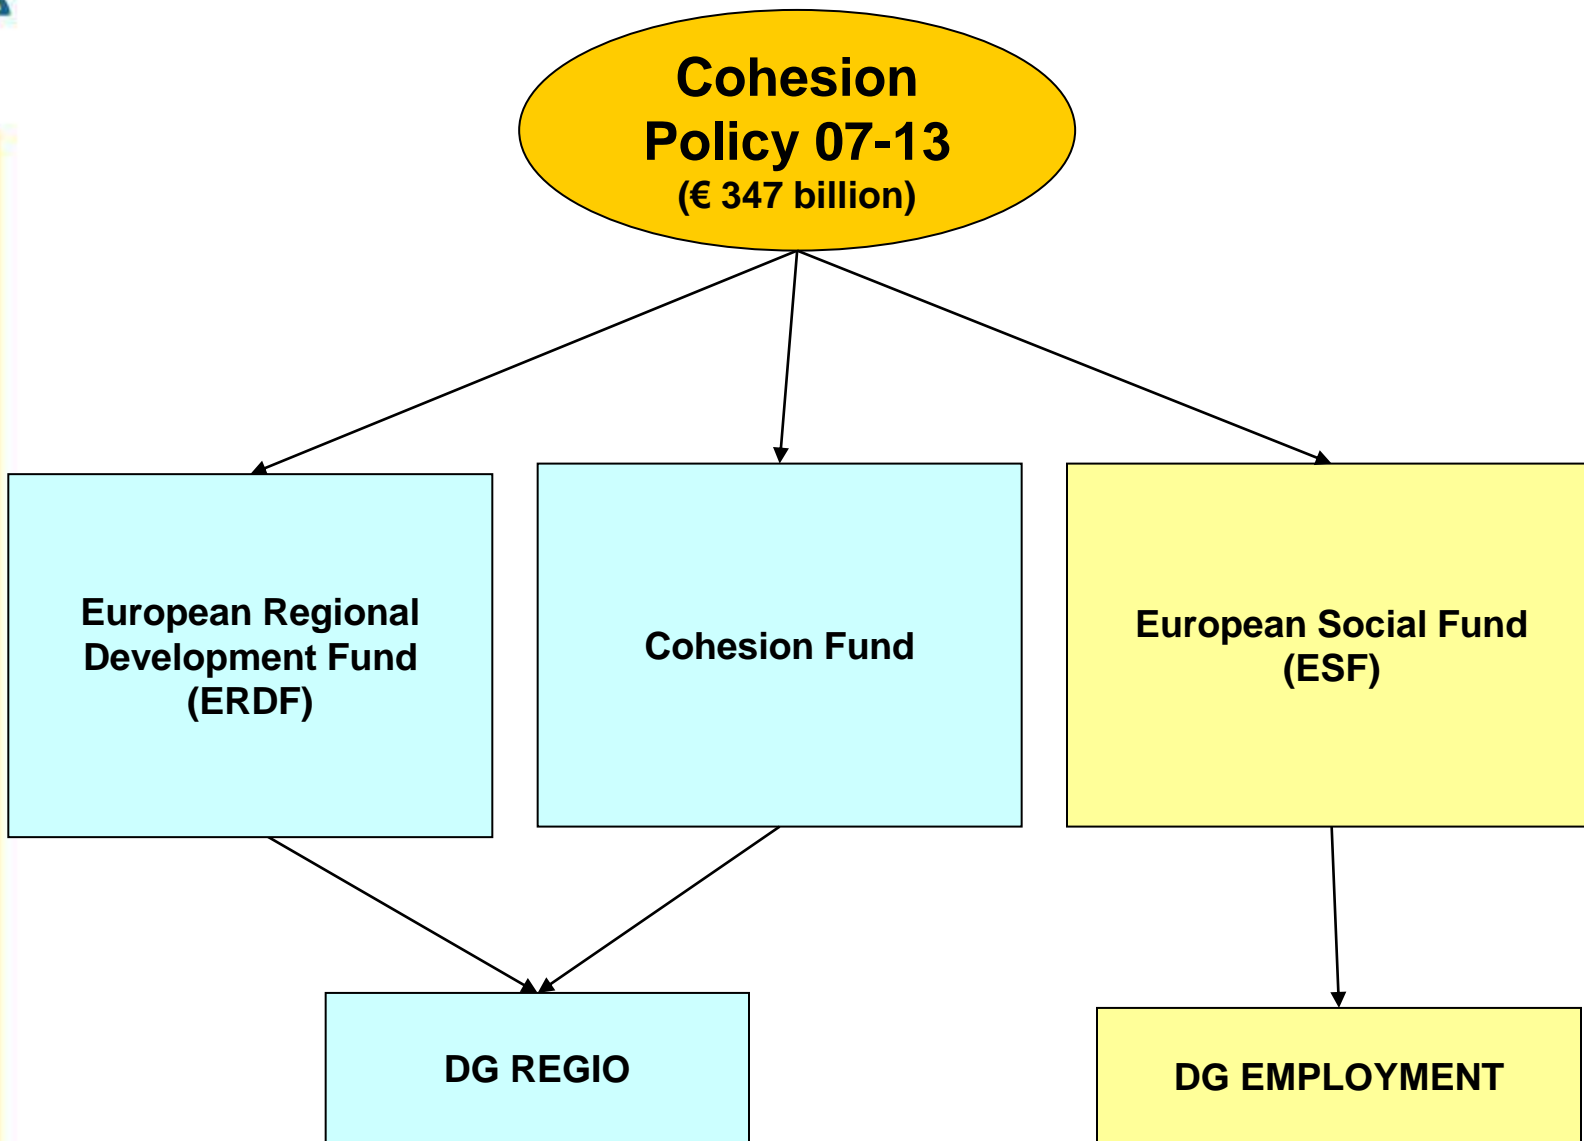 Cohesion
Policy 07-13
(€ 347 billion)
European Regional
Development Fund
(ERDF)
Cohesion Fund
European Social Fund
(ESF)
DG REGIO
DG EMPLOYMENT